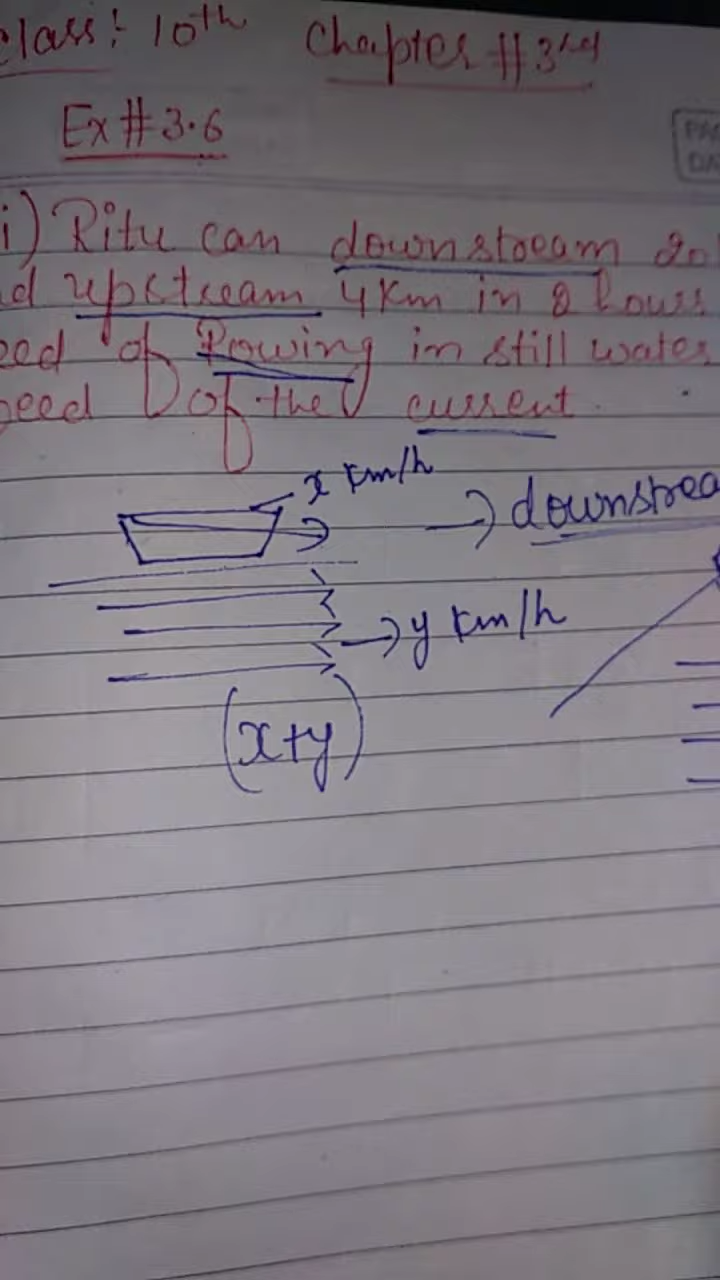 class: 10th Chapter # 3rd
Ex # 3.6
i) Ritu can downstream 20
upstream 4 Km in 2 hours
of Rowing in still water
of the current.
x Km/h
→ downstrea
→ y Km/h
(x+y)